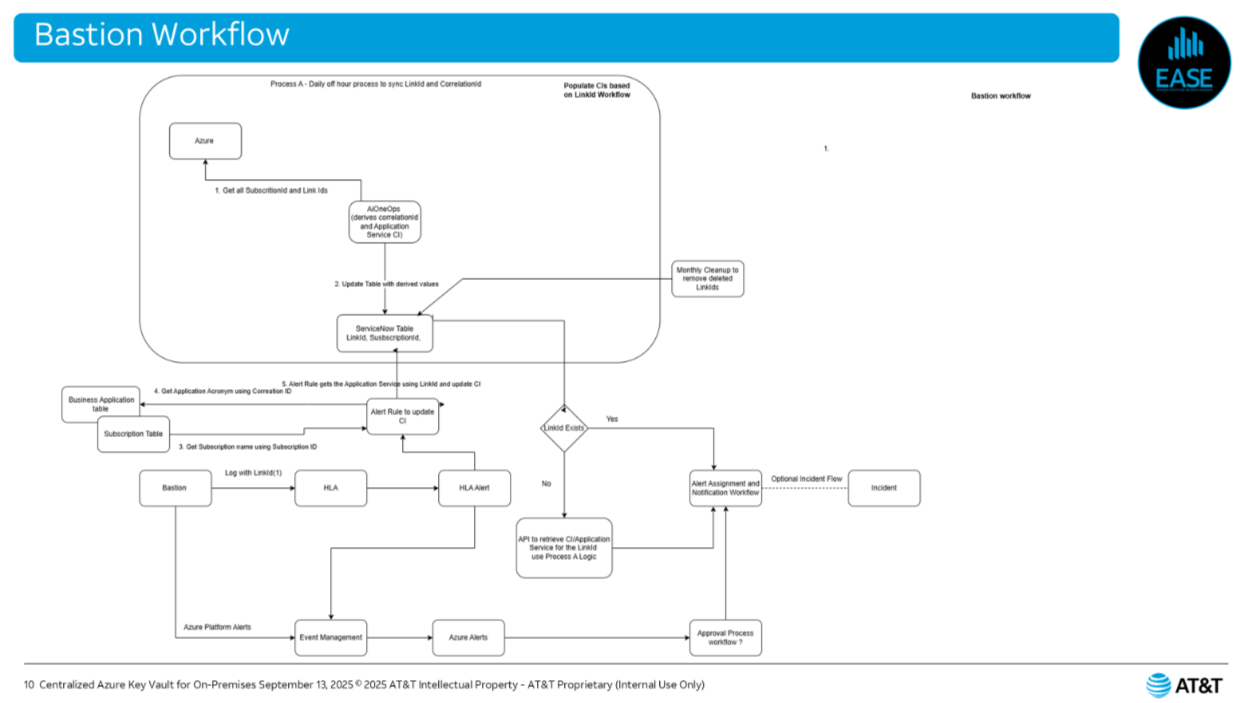 Bastion Workflow
EASE
Process A - Daily off hour process to sync LinkId and CorrelationId
Populate CIs based
on LinkId Workflow
Bastion workflow
Azure
1.
1. Get all SubscritionId and Link Ids
AiOneOps
(derives correlationId
and Application
Service CI)
Monthly Cleanup to
remove deleted
LinkIds
2. Update Table with derived values
ServiceNow Table
LinkId, SusbscriptionId,
5. Alert Rule gets the Application Service using LinkId and update CI
4. Get Application Acronym using Correation ID
Business Application
table
Alert Rule to update
CI
Subscription Table
3. Get Subscription name using Subscription ID
LinkId Exists
Yes
No
Bastion
Log with LinkId(1)
HLA
HLA Alert
Alert Assignment and
Notification Workflow
Optional Incident Flow
Incident
API to retrieve CI/Application
Service for the LinkId
use Process A Logic
Azure Platform Alerts
Event Management
Azure Alerts
Approval Process
workflow ?
10 Centralized Azure Key Vault for On-Premises September 13, 2025 © 2025 AT&T Intellectual Property - AT&T Proprietary (Internal Use Only)
AT&T